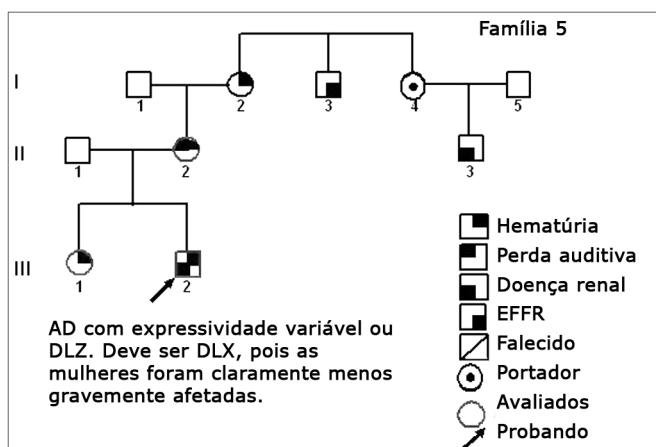 Família 5
I
1
2
3
4
5
II
1
2
3
III
1
2
Hematúria
Perda auditiva
Doença renal
EFFR
Falecido
Portador
Avaliados
Probando
AD com expressividade variável ou
DLZ. Deve ser DLX, pois as
mulheres foram claramente menos
gravemente afetadas.